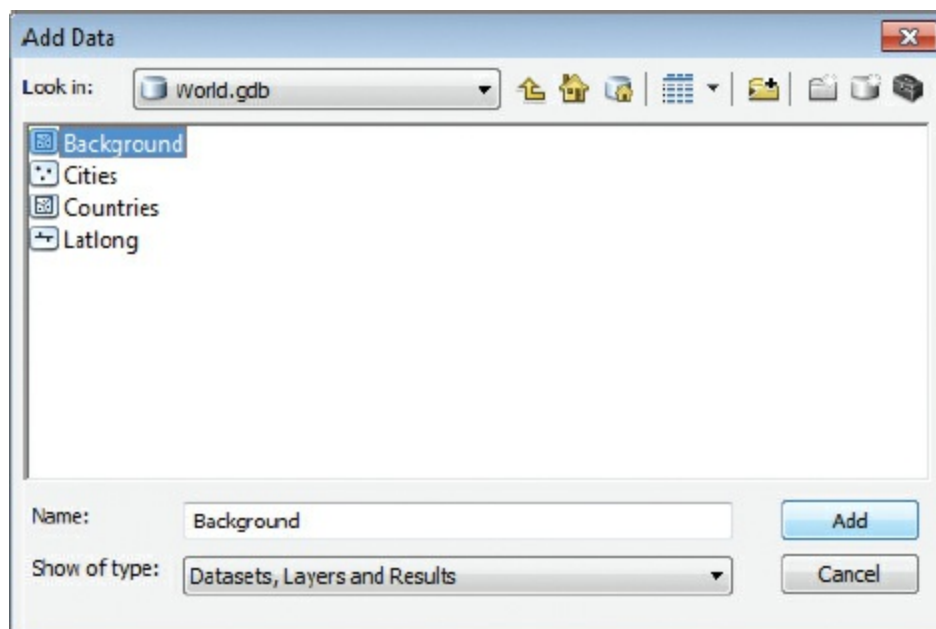 Add Data
Look in: World.gdb
Background
Cities
Countries
Latlong
Name: Background Add
Show of type: Datasets, Layers and Results Cancel